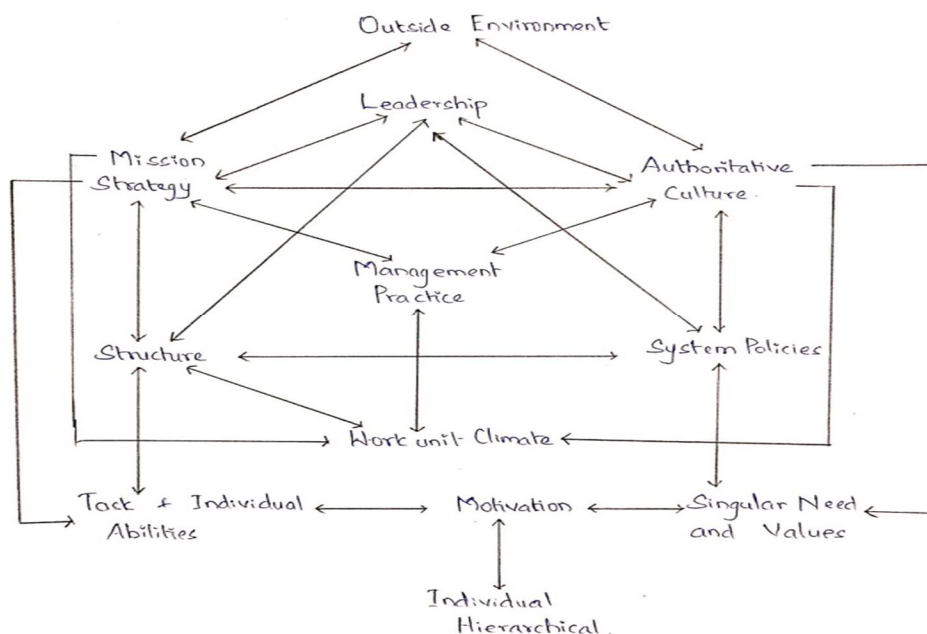 Outside Environment
Leadership
Mission
Strategy
Authoritative
Culture.
Management
Practice
Structure
System Policies
Work unit Climate
Tack & Individual
Abilities
Motivation
Singular Need
and Values
Individual
Hierarchical.